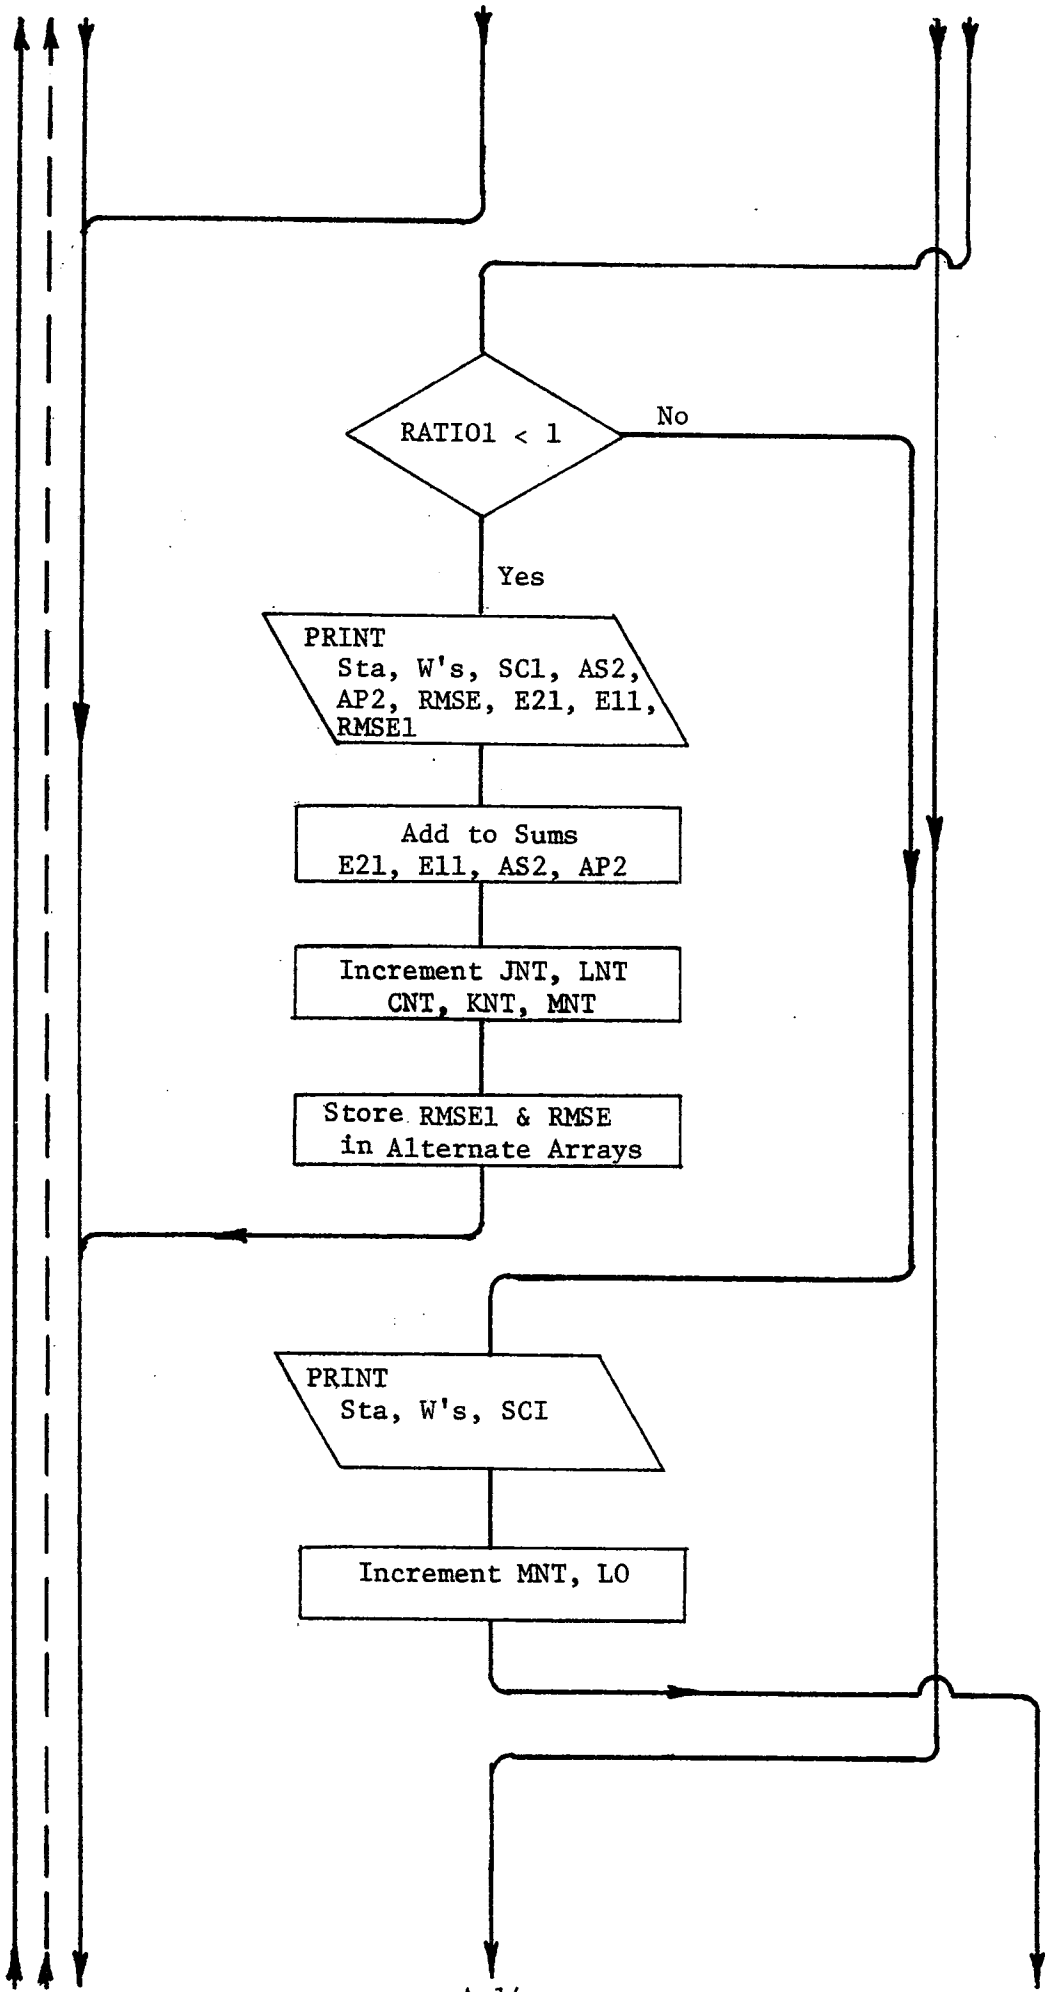 RATIO1 < 1
No
Yes
PRINT
Sta, W's, SC1, AS2,
AP2, RMSE, E21, E11,
RMSE1
Add to Sums
E21, E11, AS2, AP2
Increment JNT, LNT
CNT, KNT, MNT
Store RMSE1 & RMSE
in Alternate Arrays
PRINT
Sta, W's, SCI
Increment MNT, LO